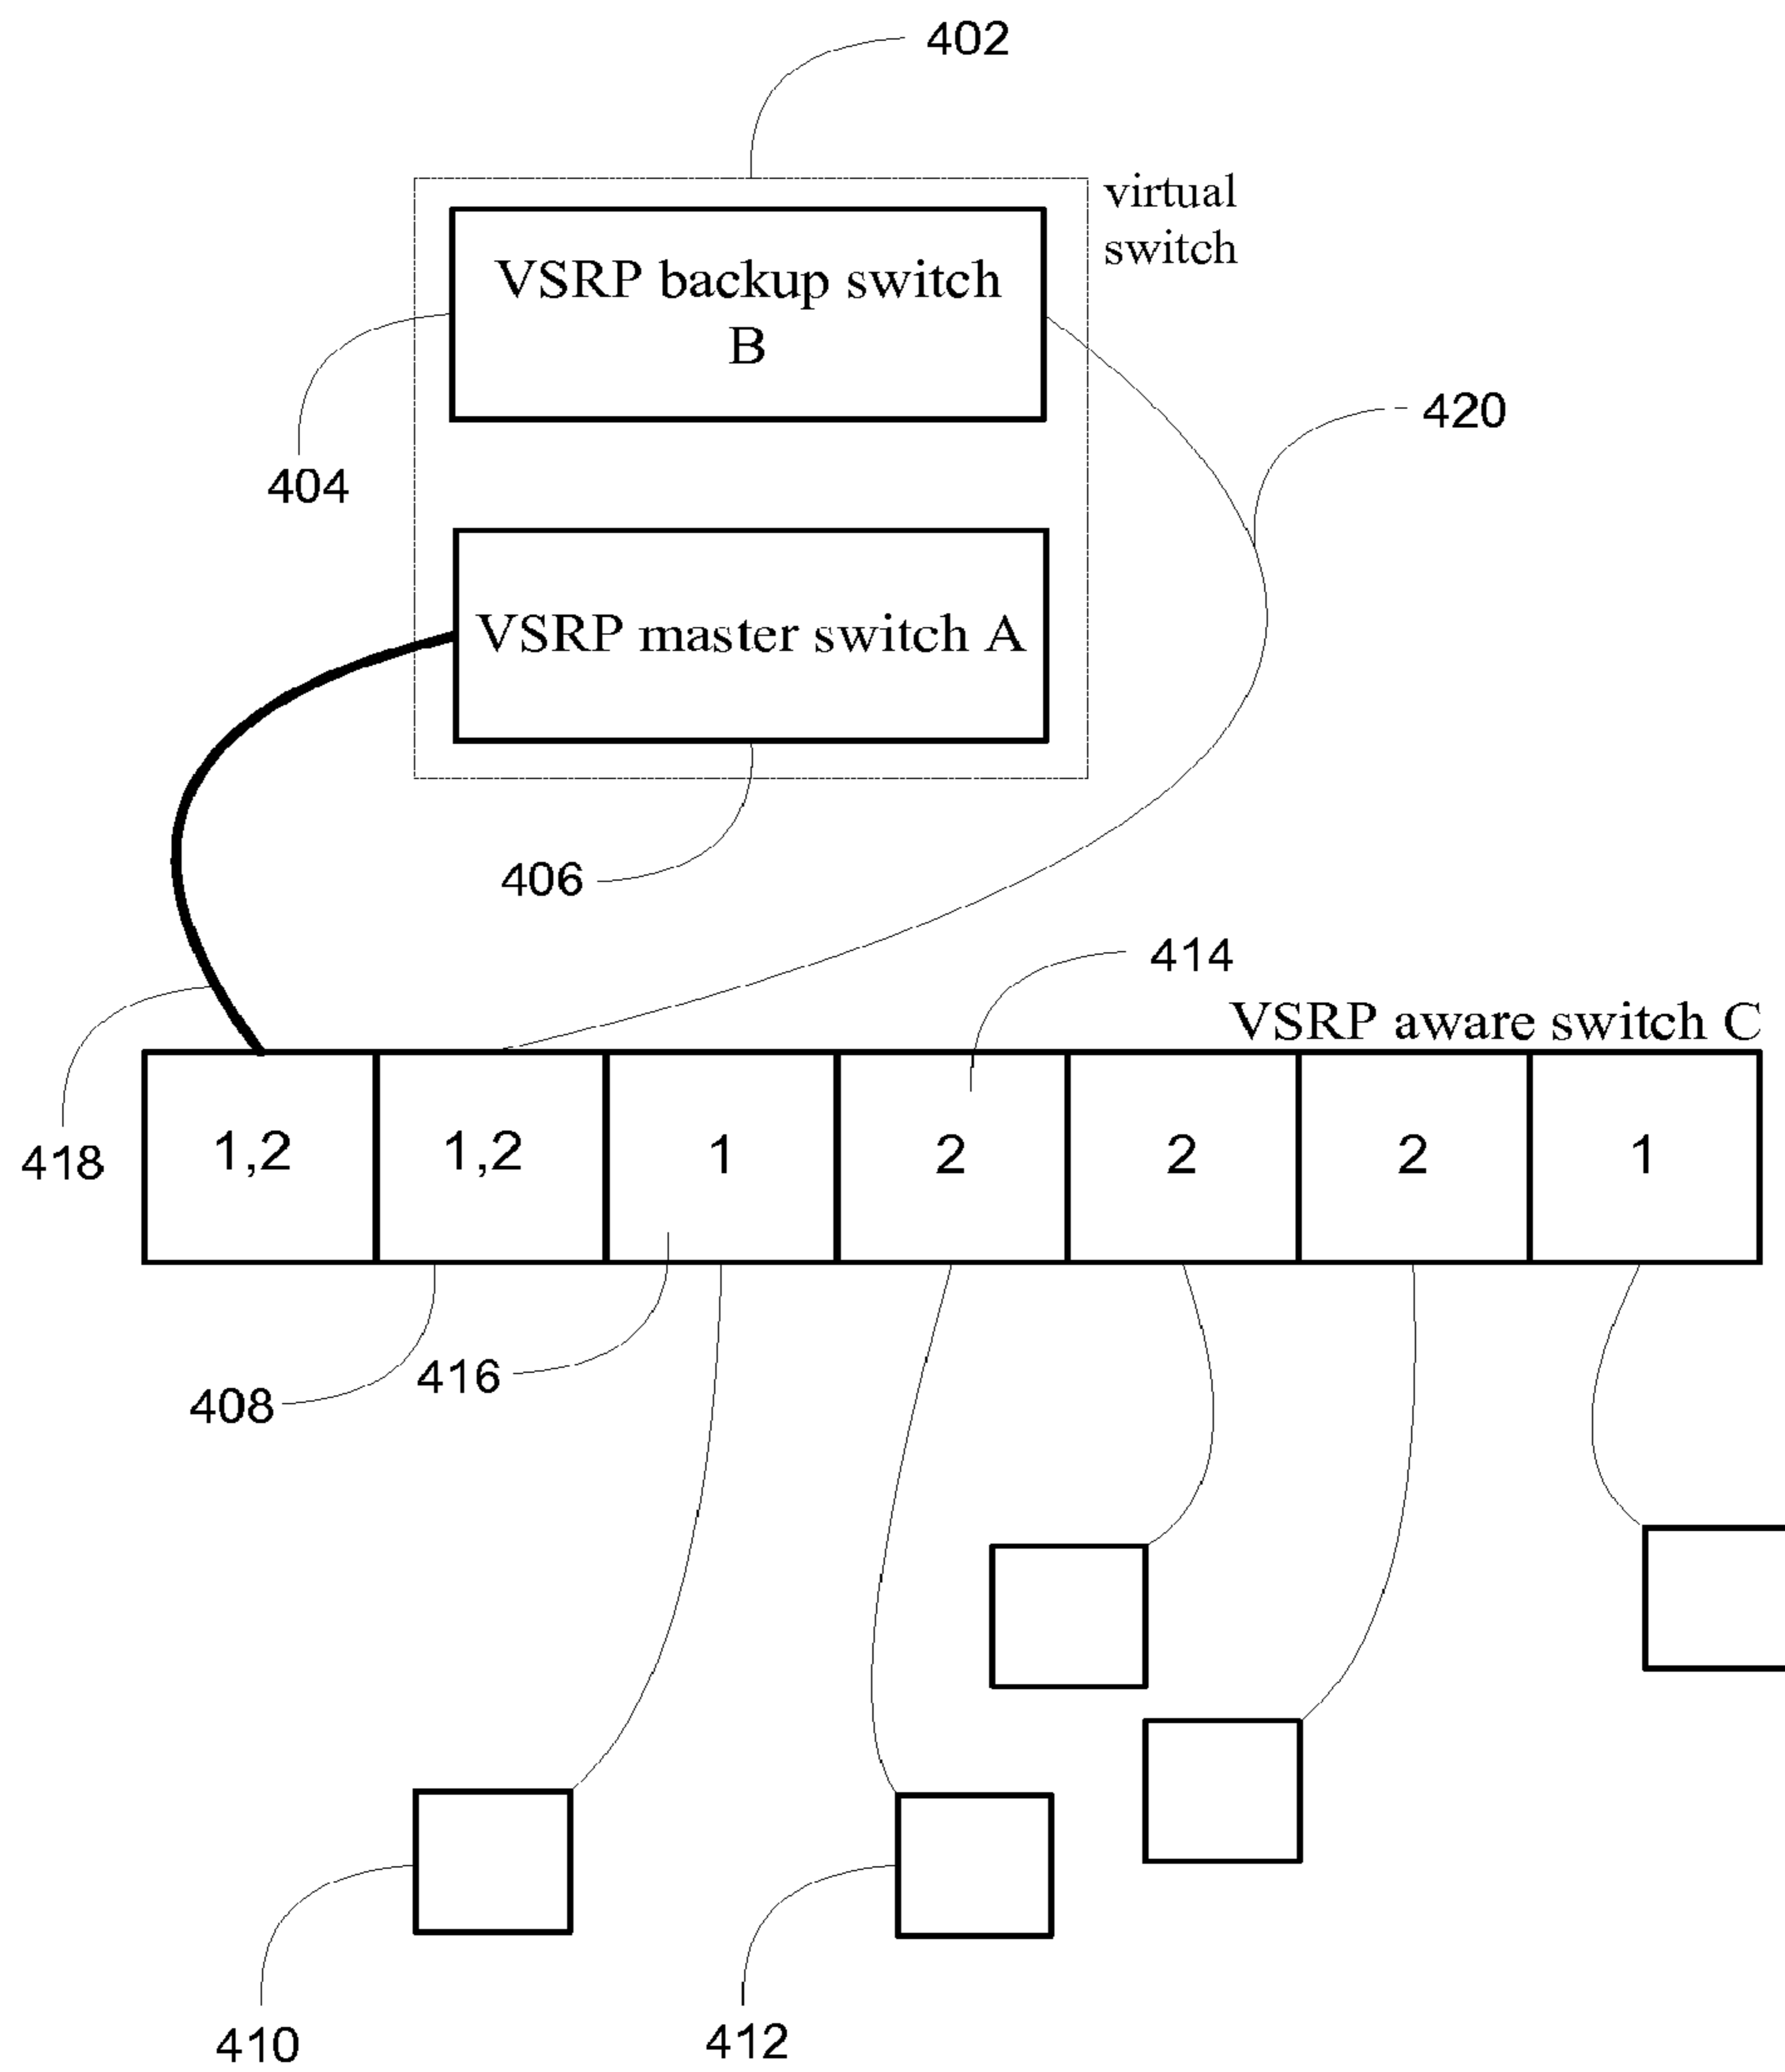 402
virtual
switch
VSRP backup switch
B
420
404
VSRP master switch A
406
414
VSRP aware switch C
418
1,2
1,2
1
2
2
2
1
416
408
410
412